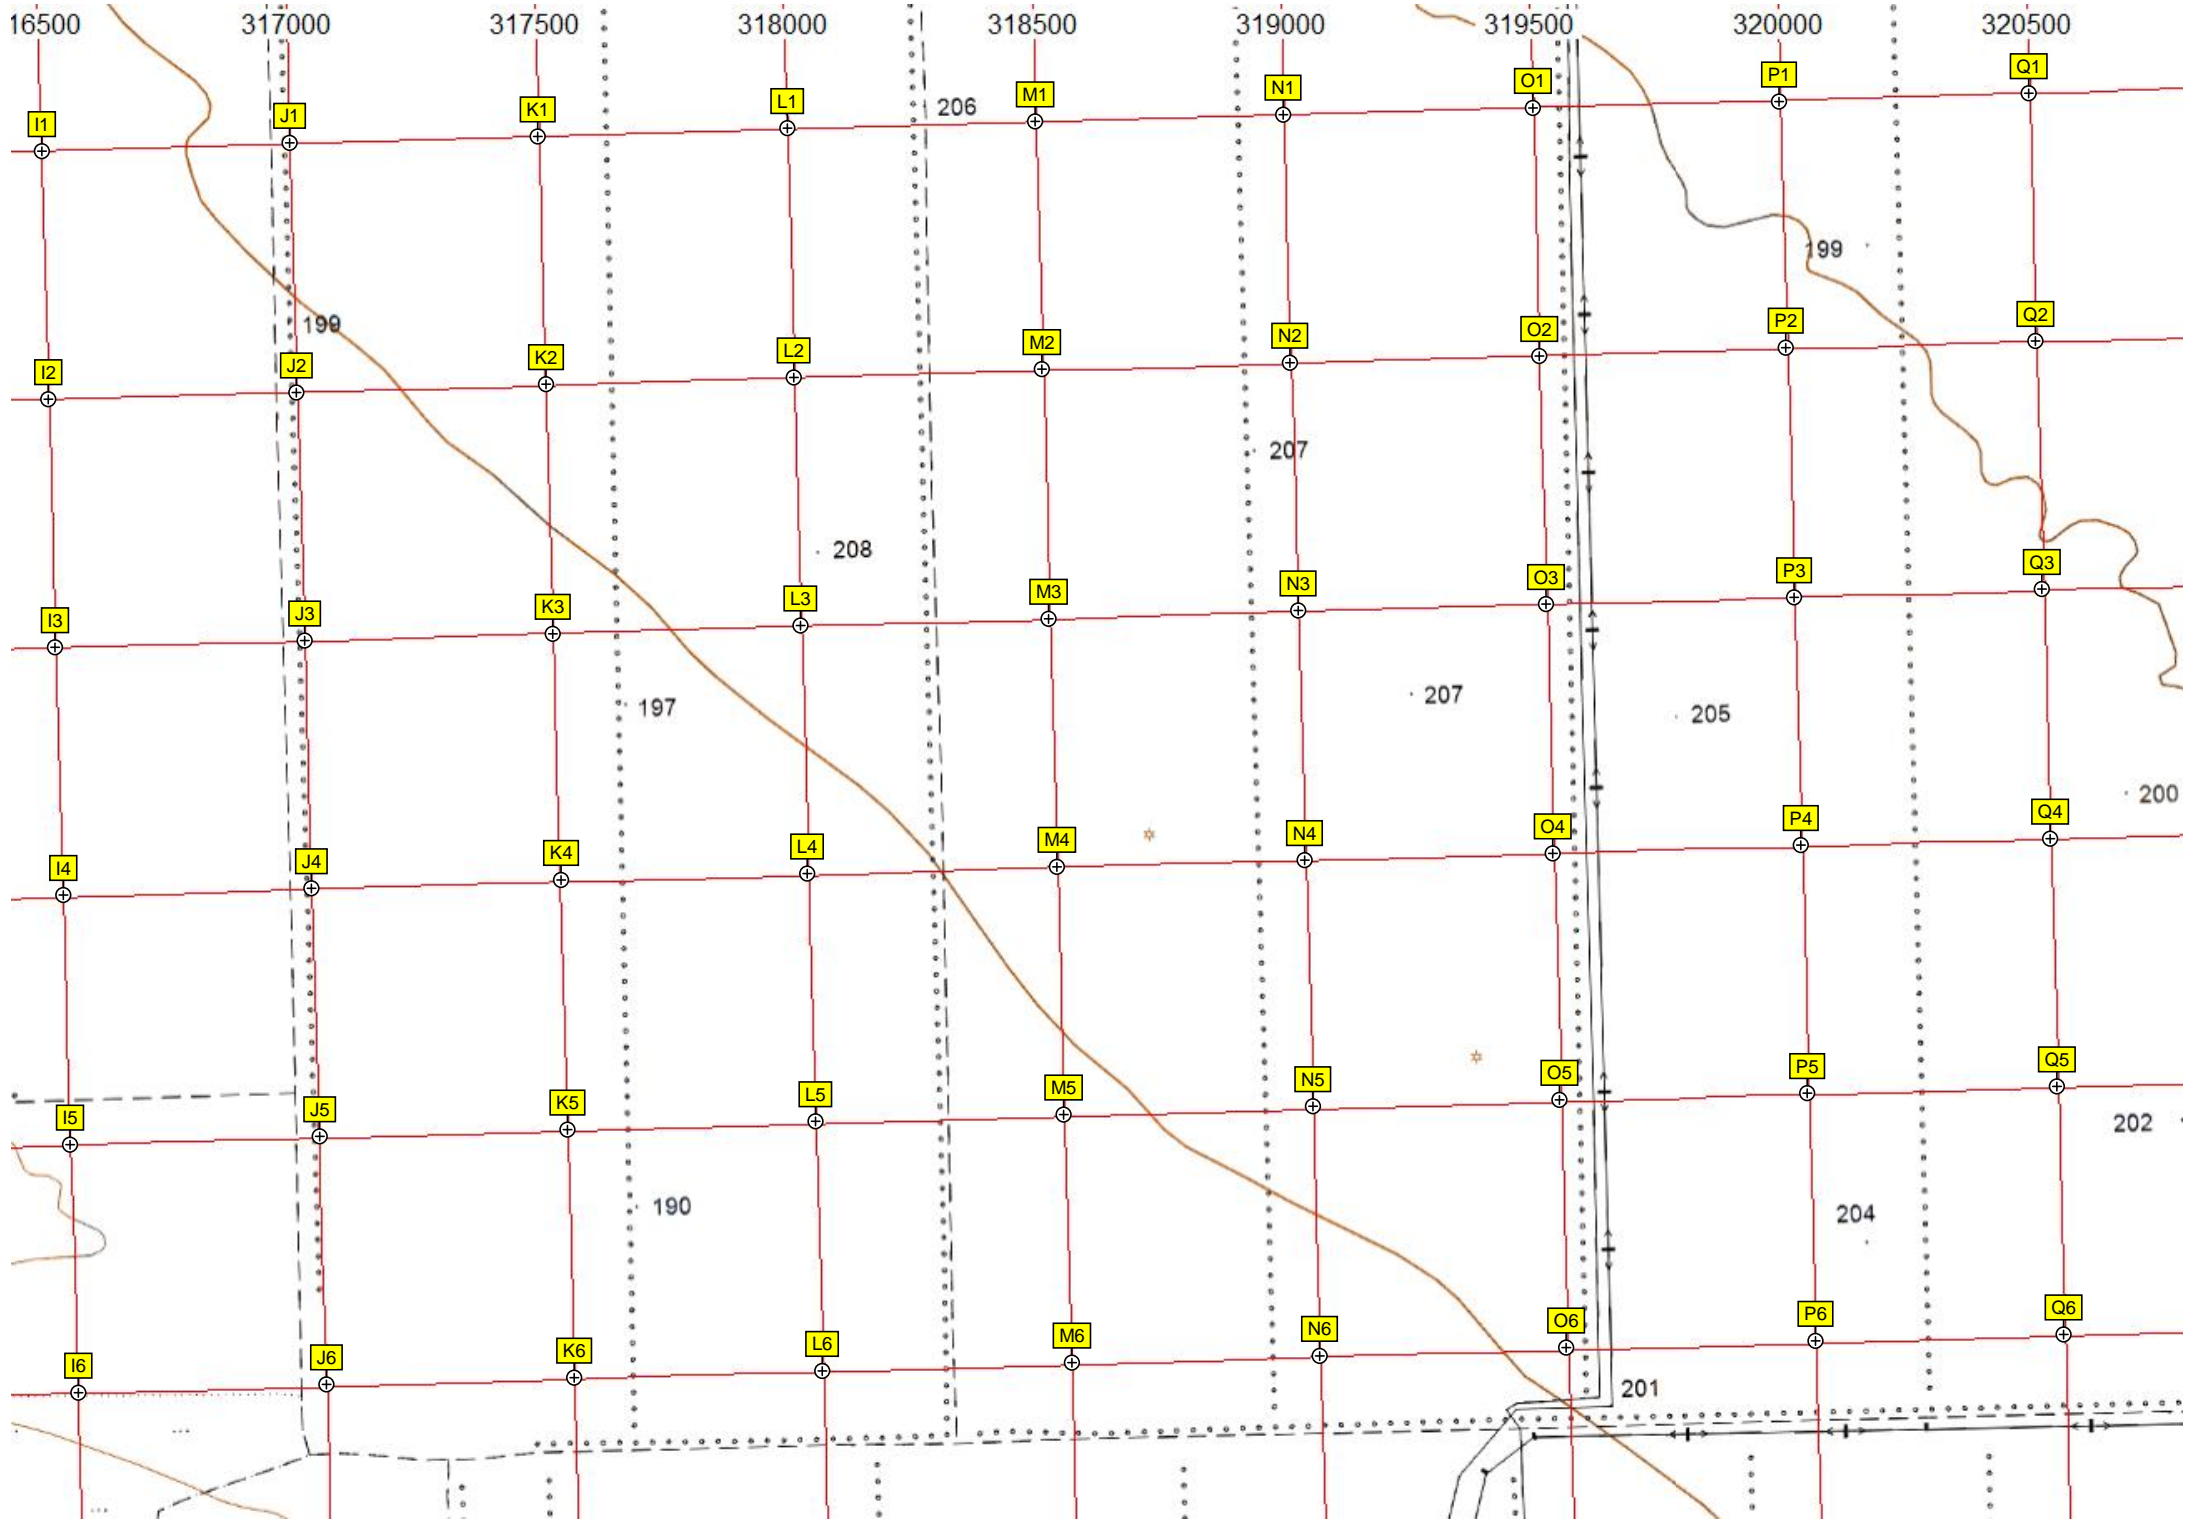 16500 317000 317500 318000 318500 319000 319500 320000 320500
I1 J1 K1 L1 206 M1 N1 O1 P1 Q1
199
199
I2 J2 K2 L2 M2 N2 O2 P2 Q2
207
208
I3 J3 K3 L3 M3 N3 O3 P3 Q3
197 207 205
200
I4 J4 K4 L4 M4 N4 O4 P4 Q4
I5 J5 K5 L5 M5 N5 O5 P5 Q5
202
190 204
I6 J6 K6 L6 M6 N6 O6 P6 Q6
201